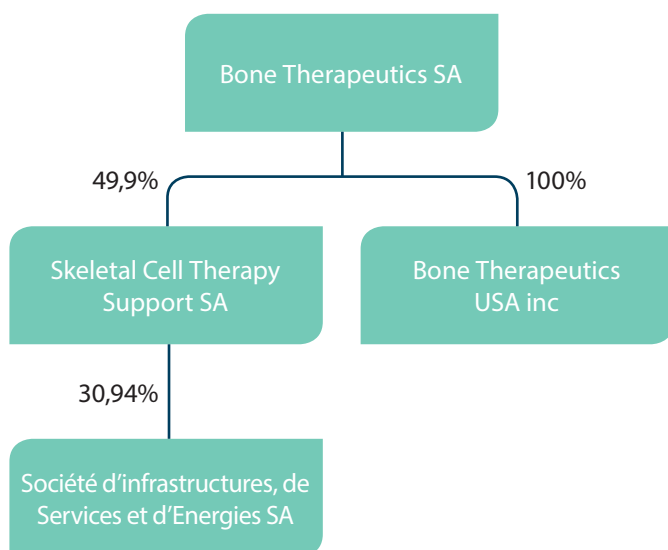 Bone Therapeutics SA
49,9%
100%
Skeletal Cell Therapy
Support SA
Bone Therapeutics
USA inc
30,94%
Société d’infrastructures, de
Services et d’Energies SA